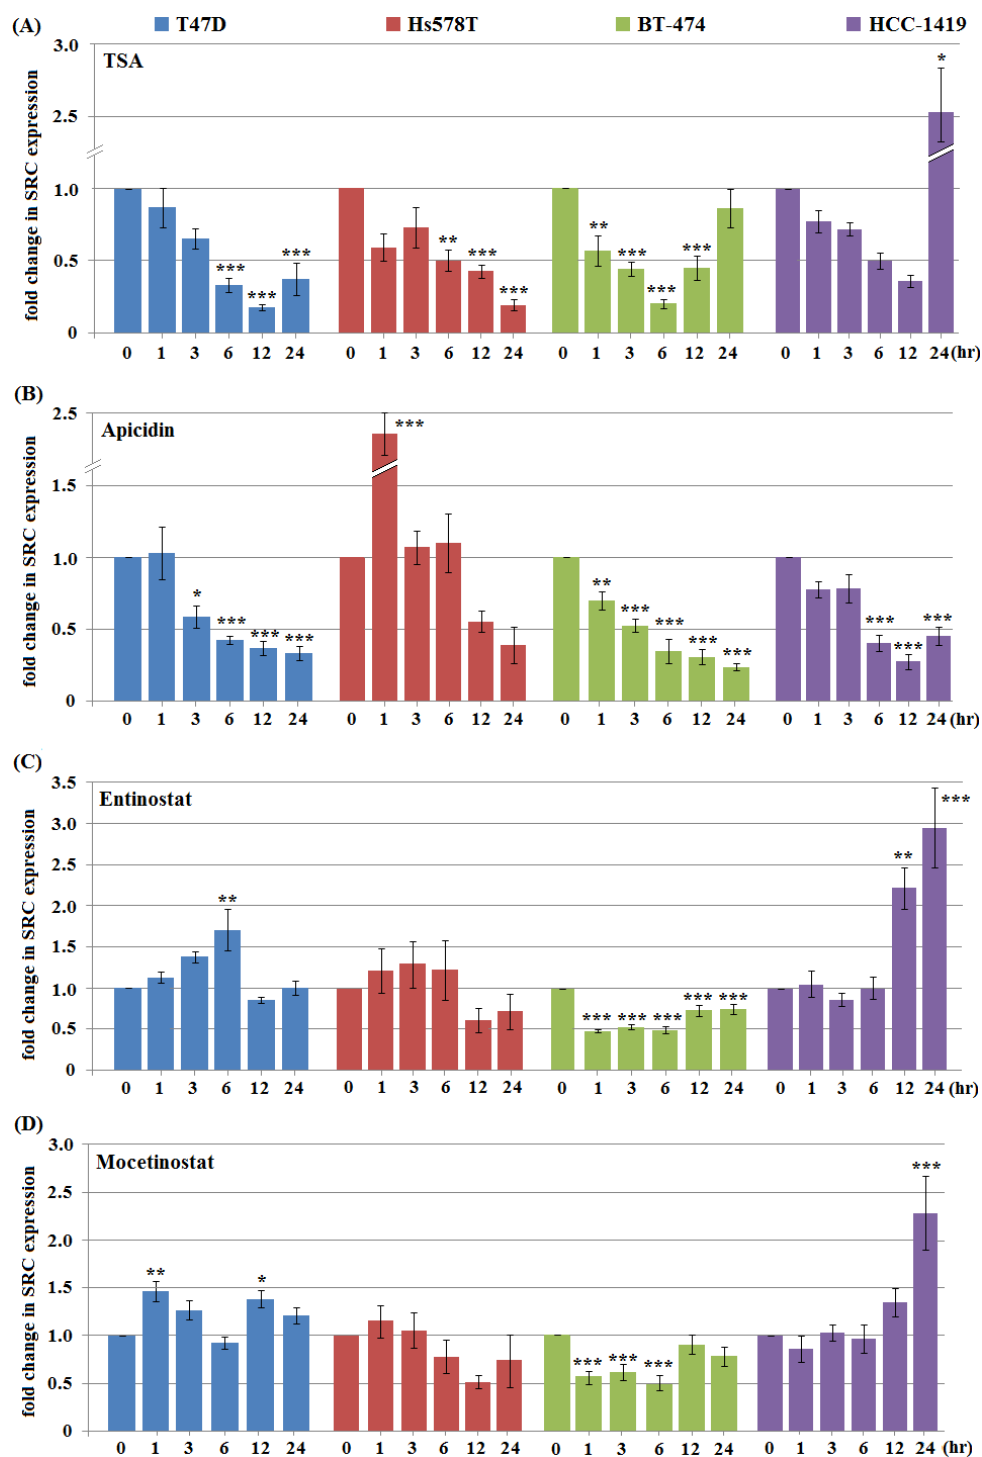 (A) T47D Hs578T BT-474 HCC-1419
TSA
fold change in SRC expression
3.0
2.5
1.0
0.5
0
*
*** *** ***
** *** ***
** *** *** ***
0 1 3 6 12 24 0 1 3 6 12 24 0 1 3 6 12 24 0 1 3 6 12 24 (hr)
(B)
Apicidin
fold change in SRC expression
2.5
1.5
1.0
0.5
0
* *** *** ***
***
** *** *** *** ***
*** *** ***
0 1 3 6 12 24 0 1 3 6 12 24 0 1 3 6 12 24 0 1 3 6 12 24 (hr)
(C)
Entinostat
fold change in SRC expression
3.5
3.0
2.5
2.0
1.5
1.0
0.5
0
**
*** *** *** *** ***
** ***
0 1 3 6 12 24 0 1 3 6 12 24 0 1 3 6 12 24 0 1 3 6 12 24 (hr)
(D)
Mocetinostat
fold change in SRC expression
3.0
2.5
2.0
1.5
1.0
0.5
0
** *
*** *** ***
***
0 1 3 6 12 24 0 1 3 6 12 24 0 1 3 6 12 24 0 1 3 6 12 24 (hr)